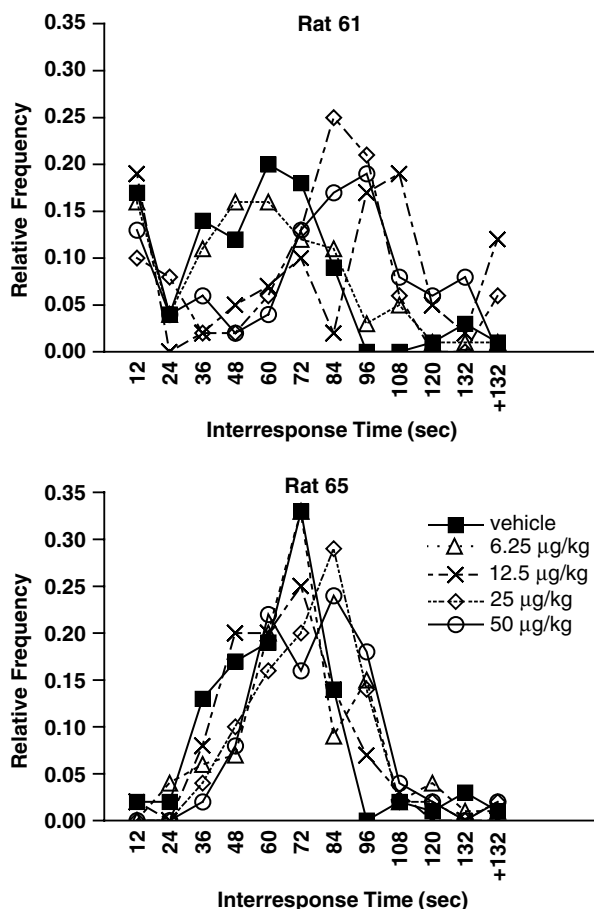 Rat 61
Relative Frequency
0.35
0.30
0.25
0.20
0.15
0.10
0.05
0.00
12 24 36 48 60 72 84 96 108 120 132 +132
Interresponse Time (sec)
Rat 65
Relative Frequency
0.35
0.30
0.25
0.20
0.15
0.10
0.05
0.00
vehicle
6.25 µg/kg
12.5 µg/kg
25 µg/kg
50 µg/kg
12 24 36 48 60 72 84 96 108 120 132 +132
Interresponse Time (sec)